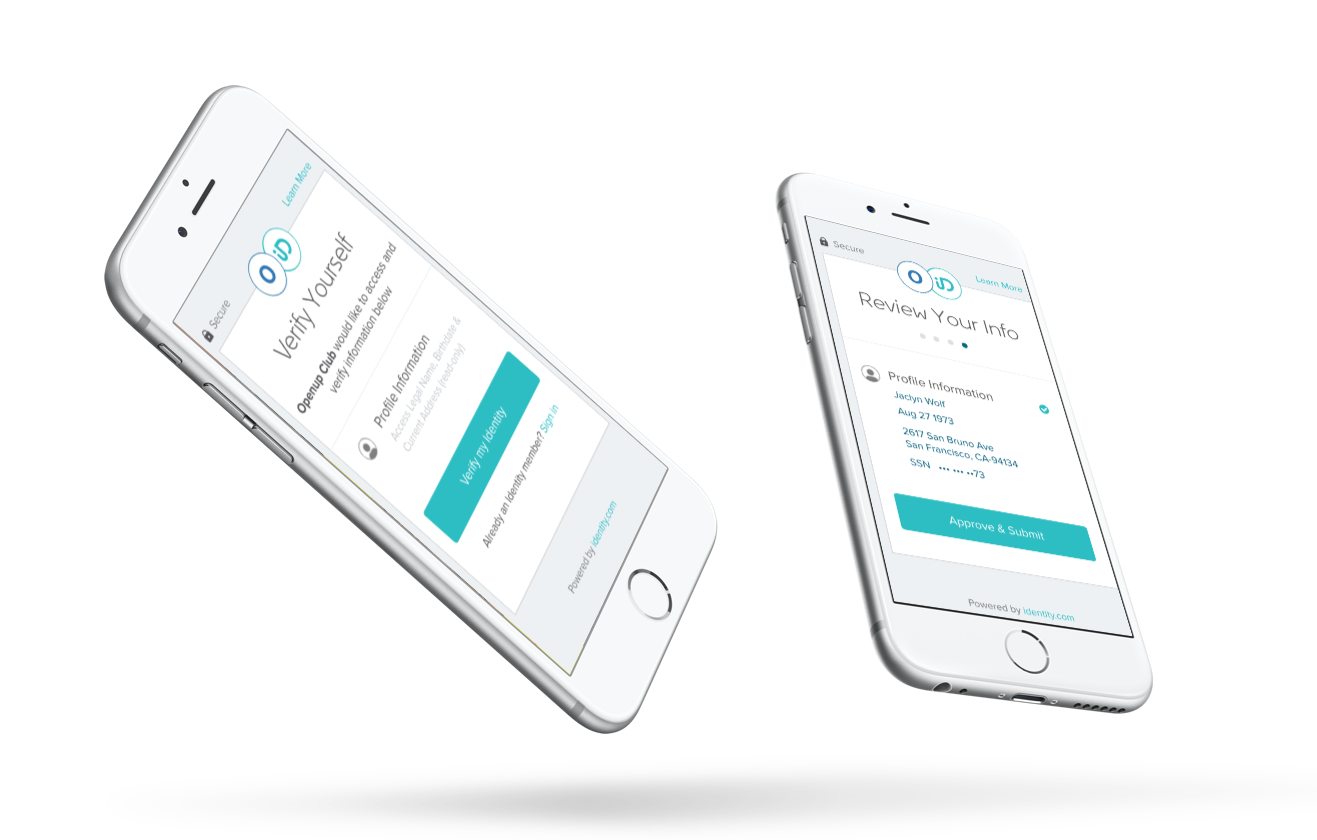 Secure
Learn More
O
iD
Verify Yourself
Openup Club would like to access and
verify information below
Profile Information
Access Legal Name, Birthdate &
Current Address (read-only)
Verify my Identity
Already an Identity member? Sign in
Powered by identity.com
Secure
Learn More
O
iD
Review Your Info
Profile Information
Jaclyn Wolf
Aug 27 1973
2617 San Bruno Ave
San Francisco, CA-94134
SSN ••• ••• ••73
Approve & Submit
Powered by identity.com